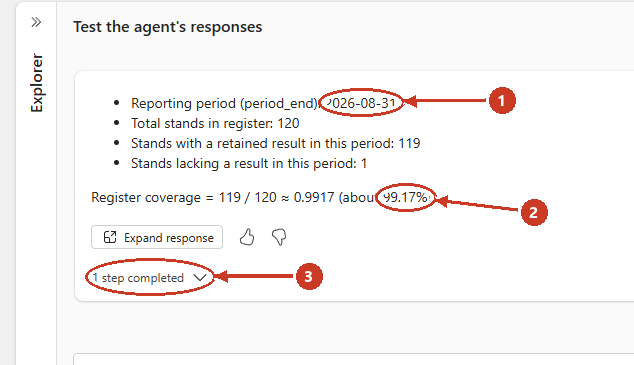 Test the agent's responses
Explorer
Reporting period (period_end): 2026-08-31
1
Total stands in register: 120
Stands with a retained result in this period: 119
Stands lacking a result in this period: 1
Register coverage = 119 / 120 ≈ 0.9917 (about 99.17%
2
Expand response
1 step completed
3